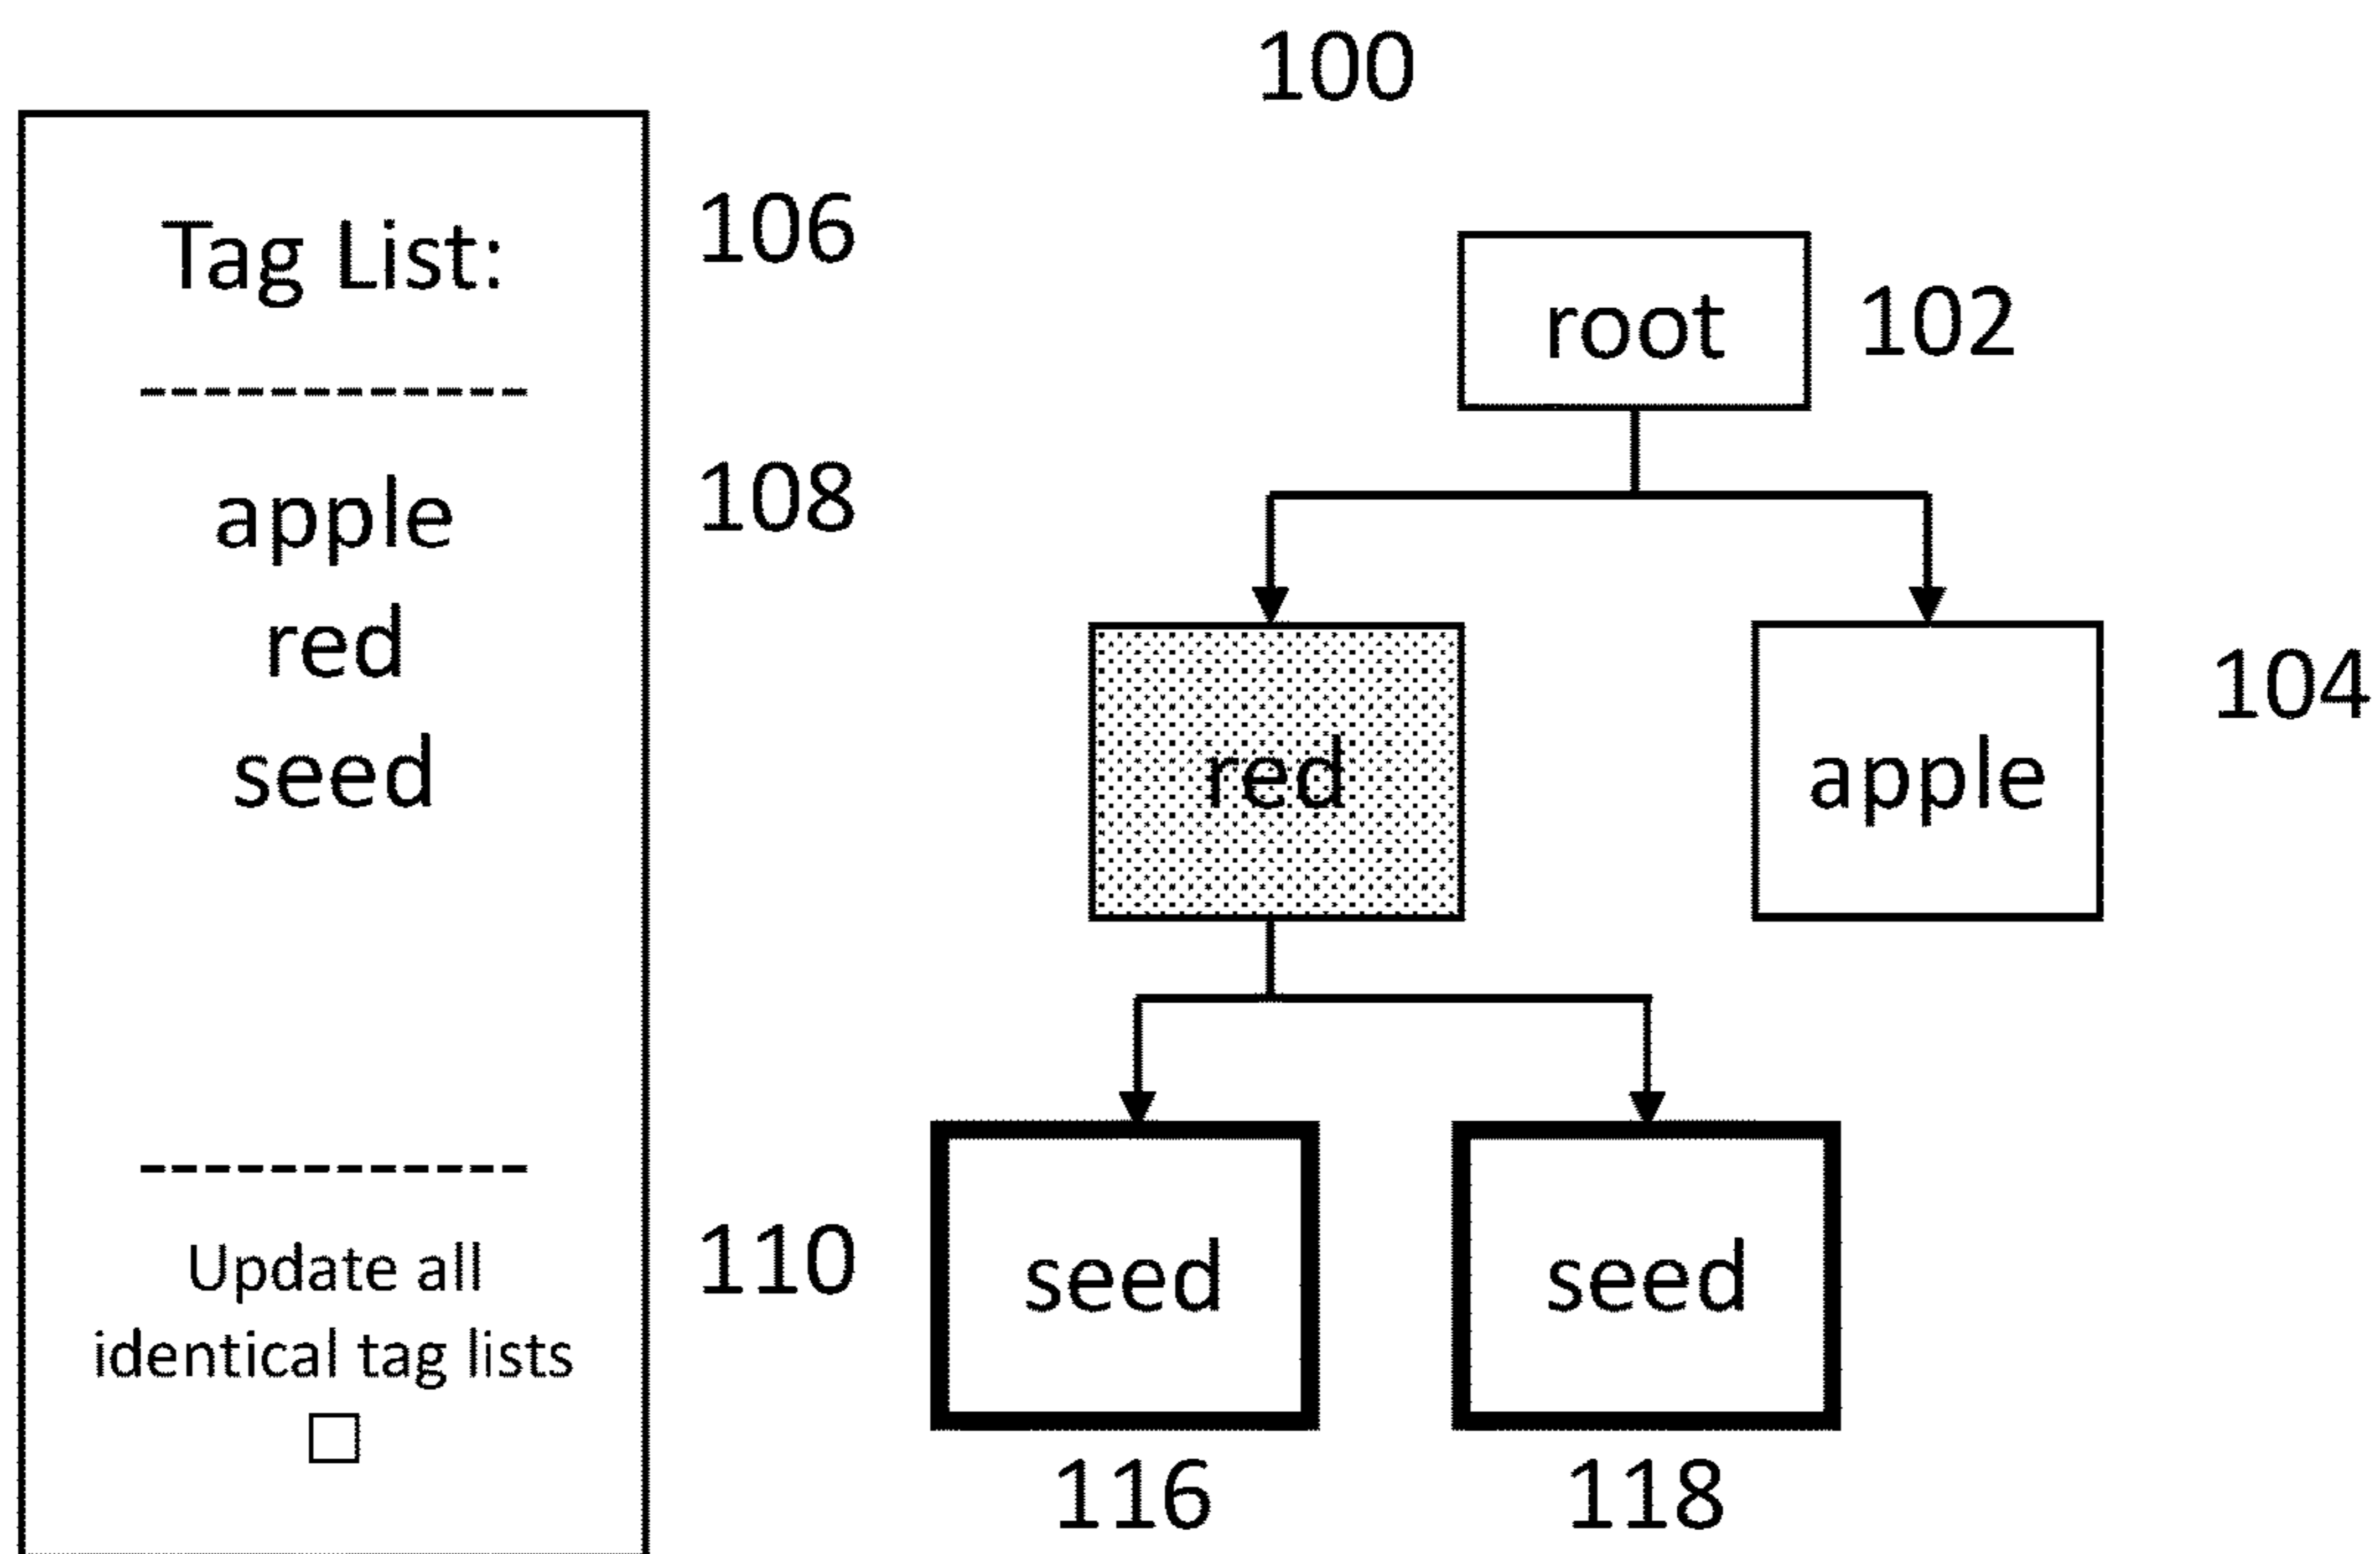 100
Tag List:
106
root
102
-----------
apple
108
red
seed
red
apple
104
-----------
Update all
identical tag lists
110
seed
seed
116
118